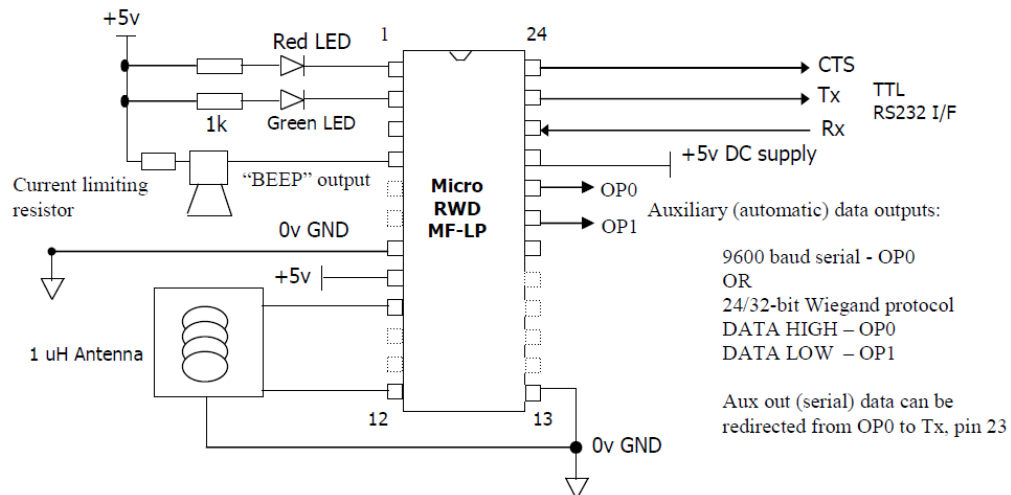 +5v
Red LED
1
24
CTS
Tx
TTL
RS232 I/F
1k
Green LED
Rx
+5v DC supply
Current limiting
resistor
“BEEP” output
Micro
RWD
MF-LP
OP0
OP1
Auxiliary (automatic) data outputs:
0v GND
+5v
9600 baud serial - OP0
OR
24/32-bit Wiegand protocol
DATA HIGH – OP0
DATA LOW – OP1
1 uH Antenna
12
13
Aux out (serial) data can be
redirected from OP0 to Tx, pin 23
0v GND